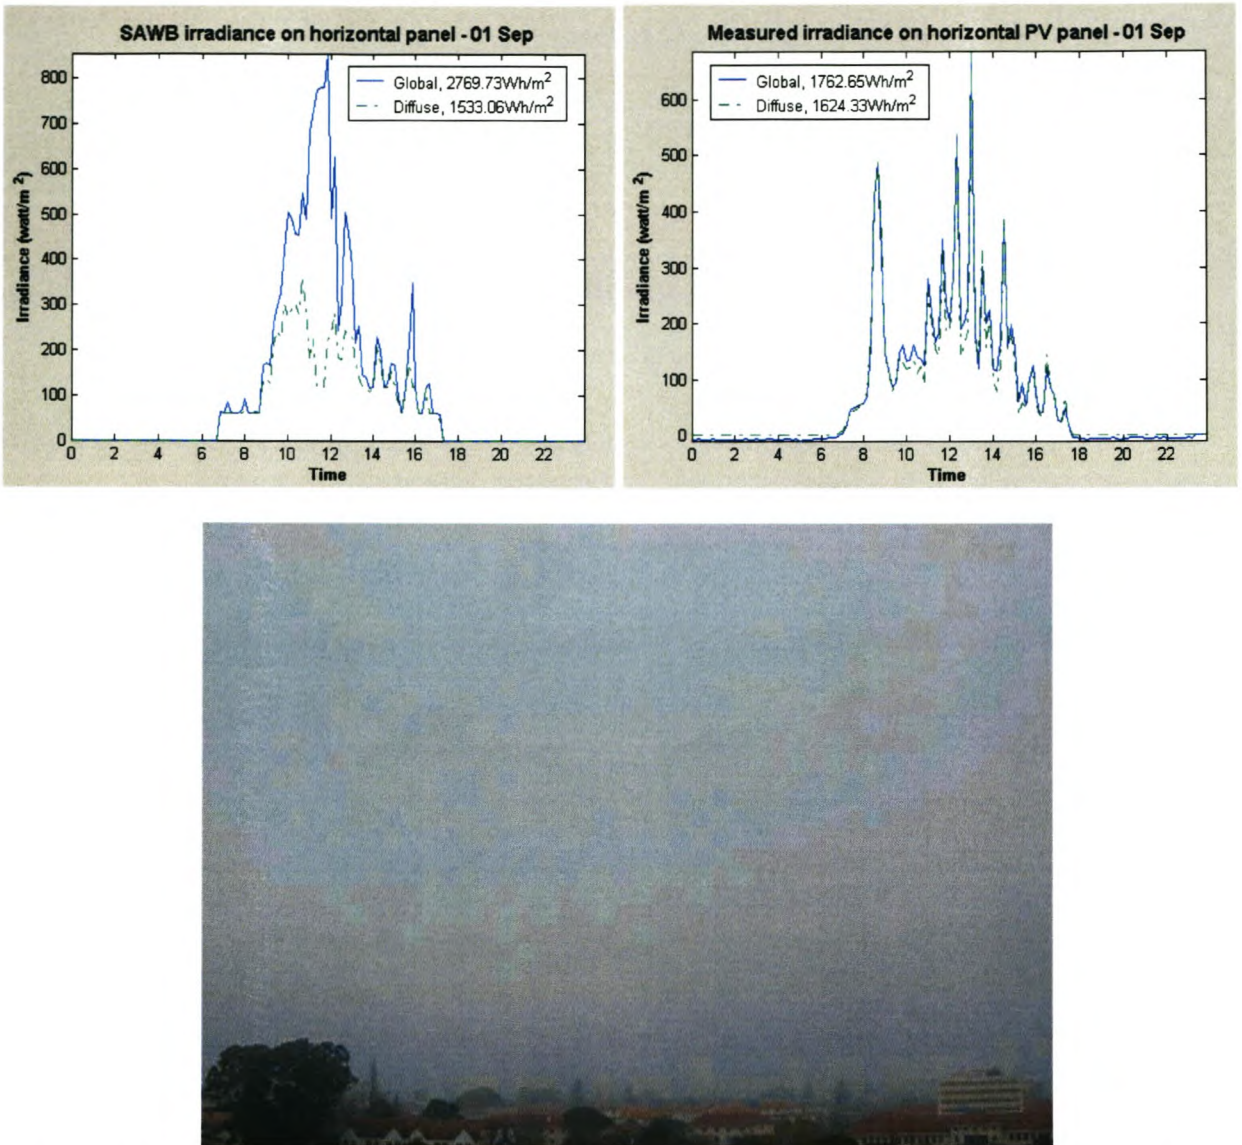 SAWB irradiance on horizontal panel - 01 Sep
Global, 2769.73Wh/m2
Diffuse, 1533.06Wh/m2
Irradiance (watt/m 2)
800
700
600
500
400
300
200
100
0
0 2 4 6 8 10 12 14 16 18 20 22
Time
Measured irradiance on horizontal PV panel - 01 Sep
Global, 1762.65Wh/m2
Diffuse, 1624.33Wh/m2
Irradiance (watt/m 2)
600
500
400
300
200
100
0
0 2 4 6 8 10 12 14 16 18 20 22
Time